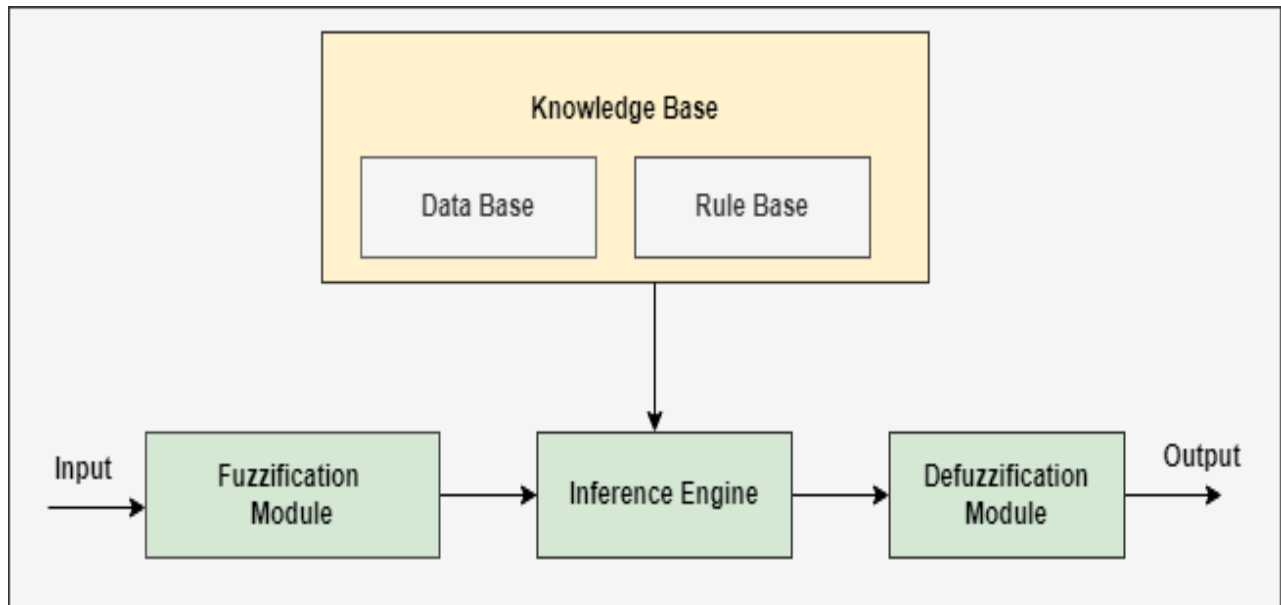 Knowledge Base
Data Base
Rule Base
Input
Fuzzification
Module
Inference Engine
Defuzzification
Module
Output